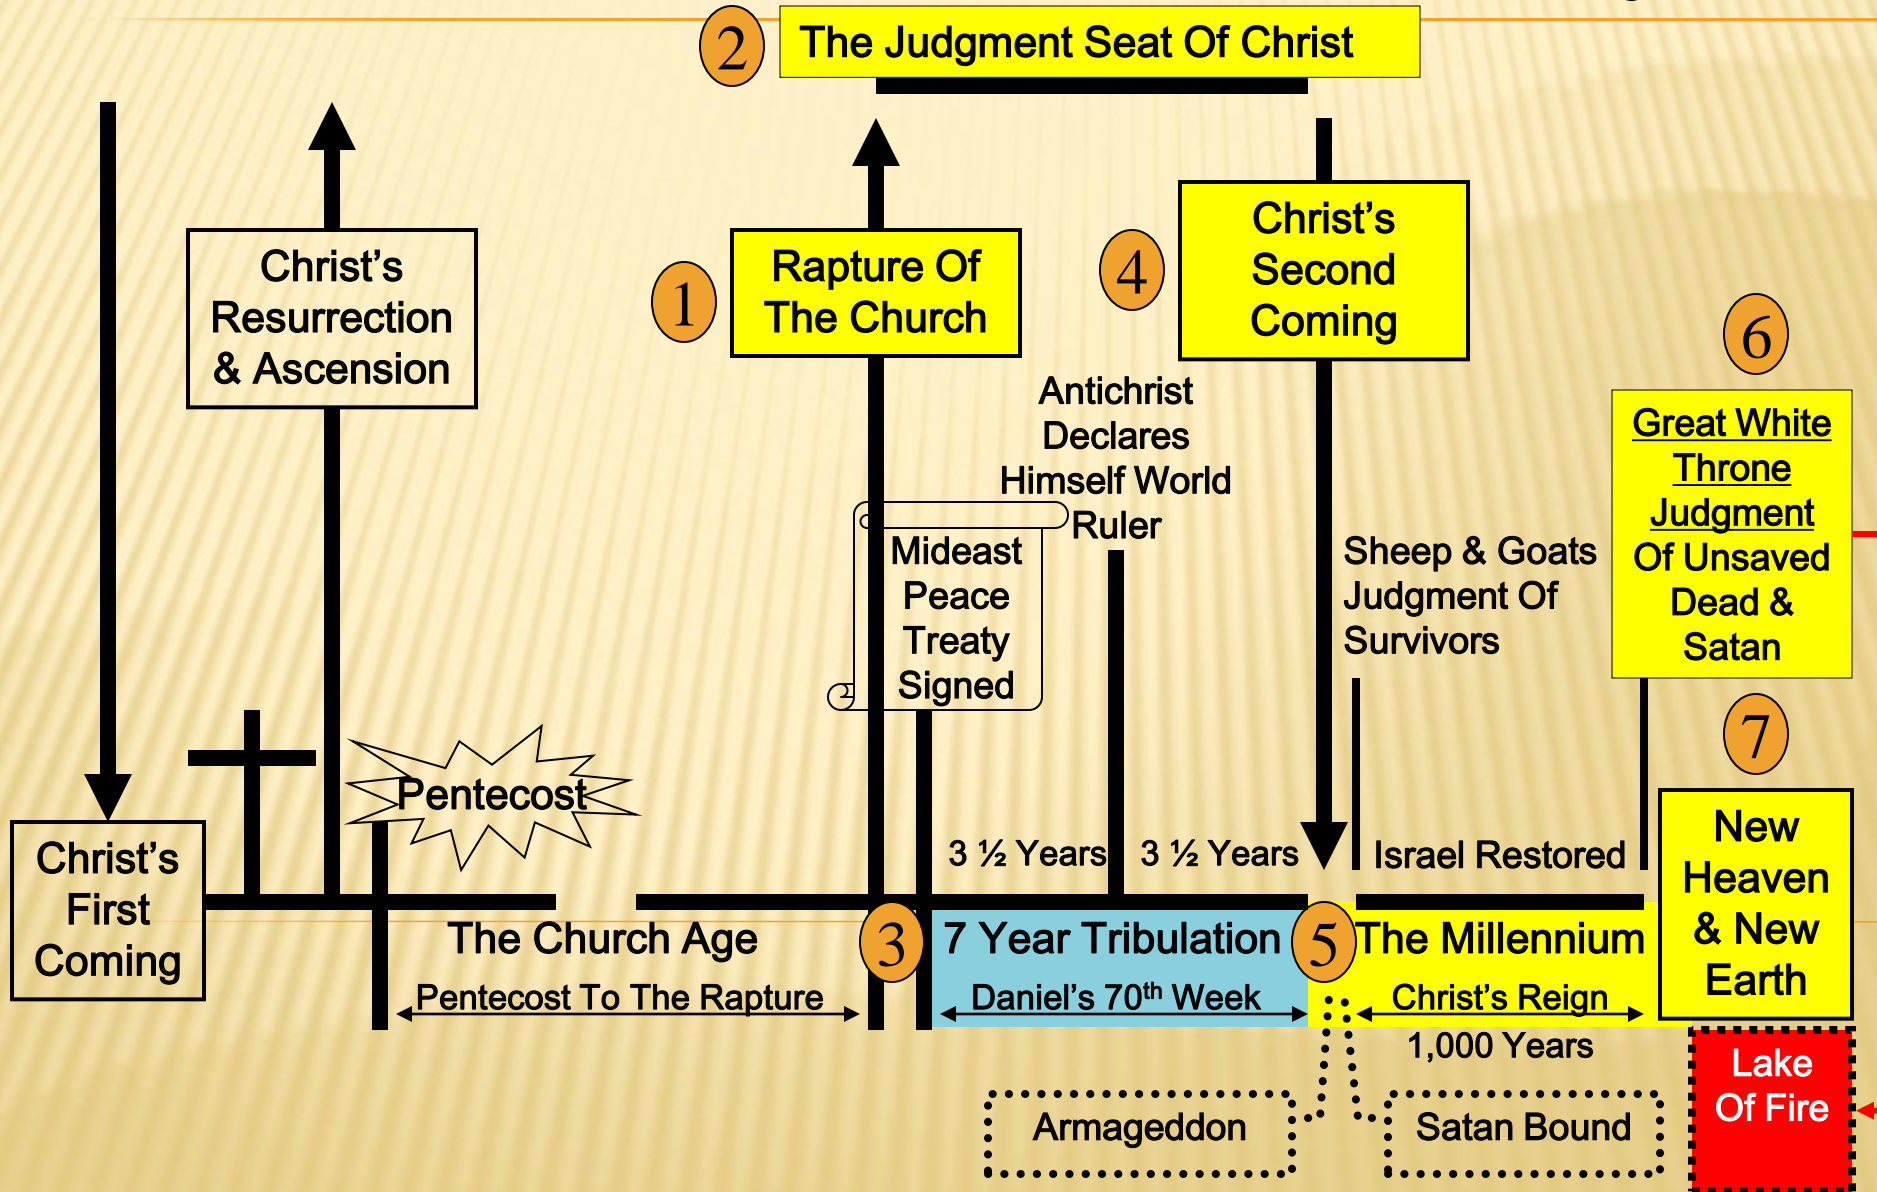 2
The Judgment Seat Of Christ
Christ’s
Resurrection
& Ascension
1
Rapture Of
The Church
4
Christ’s
Second
Coming
6
Great White
Throne
Judgment
Of Unsaved
Dead &
Satan
Antichrist
Declares
Himself World
Ruler
Mideast
Peace
Treaty
Signed
Sheep & Goats
Judgment Of
Survivors
7
Pentecost
Christ’s
First
Coming
3 ½ Years
3 ½ Years
Israel Restored
New
Heaven
& New
Earth
The Church Age
3
7 Year Tribulation
5
The Millennium
Pentecost To The Rapture
Daniel’s 70th Week
Christ’s Reign
1,000 Years
Armageddon
Satan Bound
Lake
Of Fire